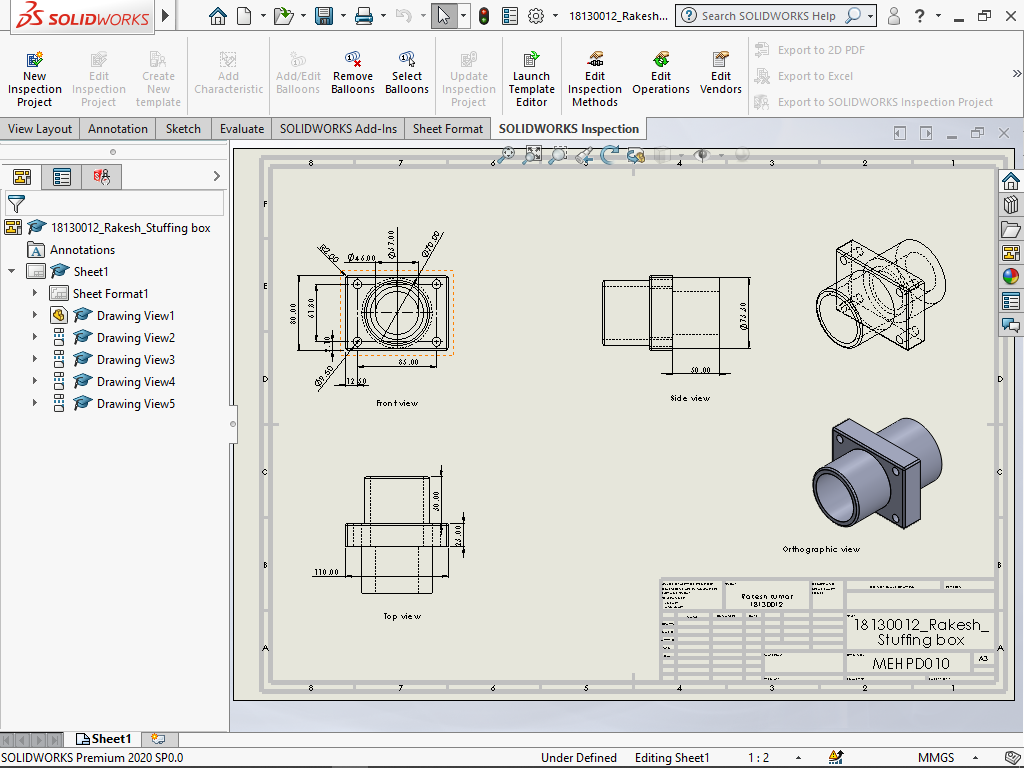 SOLIDWORKS
18130012_Rakesh...
Search SOLIDWORKS Help
New Inspection Project
Edit Inspection Project
Create New template
Add Characteristic
Add/Edit Balloons
Remove Balloons
Select Balloons
Update Inspection Project
Launch Template Editor
Edit Inspection Methods
Edit Operations
Edit Vendors
Export to 2D PDF
Export to Excel
Export to SOLIDWORKS Inspection Project
View Layout
Annotation
Sketch
Evaluate
SOLIDWORKS Add-Ins
Sheet Format
SOLIDWORKS Inspection
18130012_Rakesh_Stuffing box
Annotations
Sheet1
Sheet Format1
Drawing View1
Drawing View2
Drawing View3
Drawing View4
Drawing View5
8 7 6 5 4 3 2 1
F
E
D
C
B
A
R2.00
Ø46.00
Ø67.00
Ø70.00
80.00
61.80
Ø9.50
12.50
85.00
Front view
Ø73.50
50.00
Side view
50.00
25.00
110.00
Top view
Orthographic view
Rakesh kumar
18130012
18130012_Rakesh_
Stuffing box
MEHPD010
A3
8 7 6 5 4 3 2 1
Sheet1
SOLIDWORKS Premium 2020 SP0.0
Under Defined
Editing Sheet1
1 : 2
MMGS